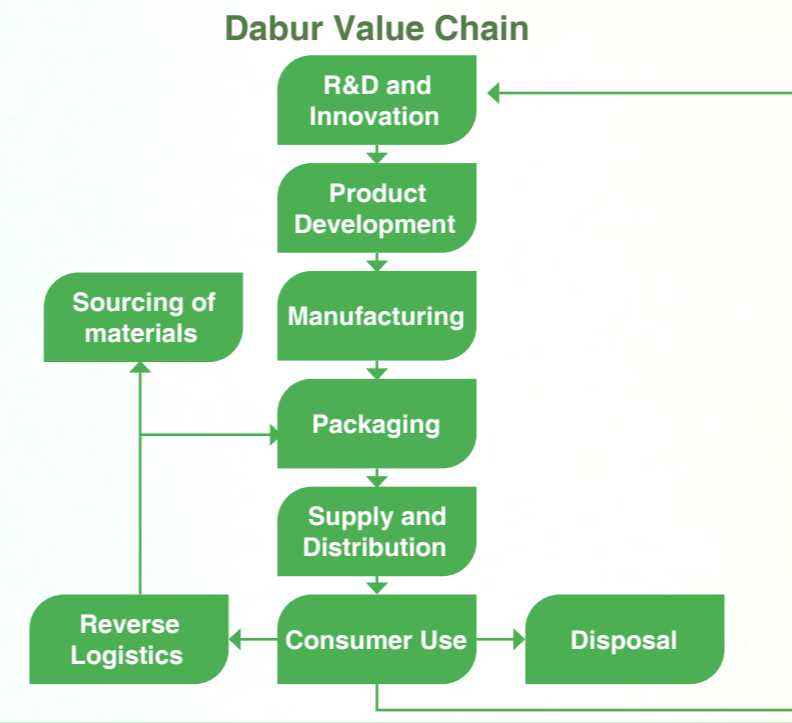 Dabur Value Chain
R&D and
Innovation
Product
Development
Sourcing of
materials
Manufacturing
Packaging
Supply and
Distribution
Reverse
Logistics
Consumer Use
Disposal